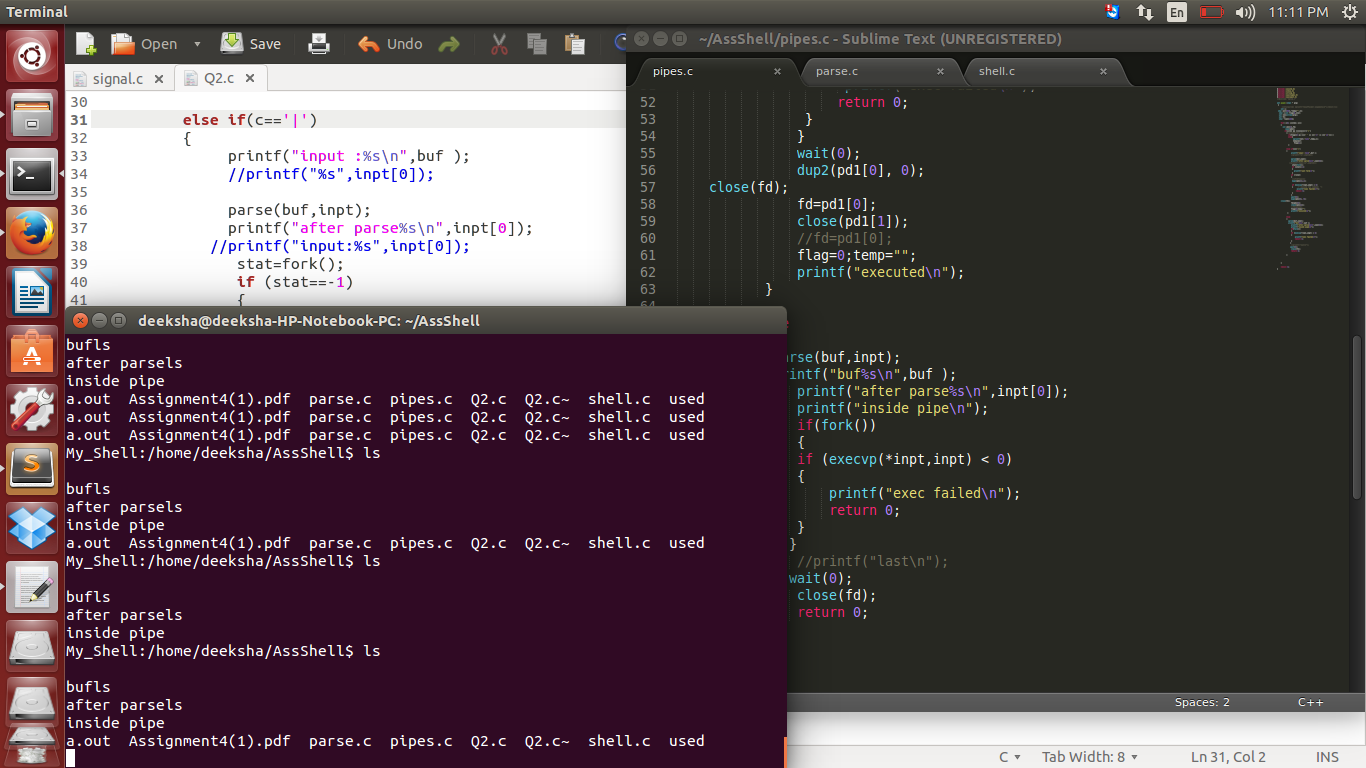 Terminal
En
11:11 PM
Open
Save
Undo
signal.c
Q2.c
30
31 else if(c=='|')
32 {
33 printf("input :%s\n",buf );
34 //printf("%s",inpt[0]);
35
36 parse(buf,inpt);
37 printf("after parse%s\n",inpt[0]);
38 //printf("input:%s",inpt[0]);
39 stat=fork();
40 if (stat==-1)
41 {
~/AssShell/pipes.c - Sublime Text (UNREGISTERED)
pipes.c
parse.c
shell.c
52 return 0;
53 }
54 }
55 wait(0);
56 dup2(pd1[0], 0);
57 close(fd);
58 fd=pd1[0];
59 close(pd1[1]);
60 //fd=pd1[0];
61 flag=0;temp="";
62 printf("executed\n");
63 }
64
rse(buf,inpt);
intf("buf%s\n",buf );
printf("after parse%s\n",inpt[0]);
printf("inside pipe\n");
if(fork())
{
if (execvp(*inpt,inpt) < 0)
{
printf("exec failed\n");
return 0;
}
}
//printf("last\n");
wait(0);
close(fd);
return 0;
Spaces: 2
C++
deeksha@deeksha-HP-Notebook-PC: ~/AssShell
bufls
after parsels
inside pipe
a.out Assignment4(1).pdf parse.c pipes.c Q2.c Q2.c~ shell.c used
a.out Assignment4(1).pdf parse.c pipes.c Q2.c Q2.c~ shell.c used
a.out Assignment4(1).pdf parse.c pipes.c Q2.c Q2.c~ shell.c used
My_Shell:/home/deeksha/AssShell$ ls
bufls
after parsels
inside pipe
a.out Assignment4(1).pdf parse.c pipes.c Q2.c Q2.c~ shell.c used
My_Shell:/home/deeksha/AssShell$ ls
bufls
after parsels
inside pipe
My_Shell:/home/deeksha/AssShell$ ls
bufls
after parsels
inside pipe
a.out Assignment4(1).pdf parse.c pipes.c Q2.c Q2.c~ shell.c used
C
Tab Width: 8
Ln 31, Col 2
INS